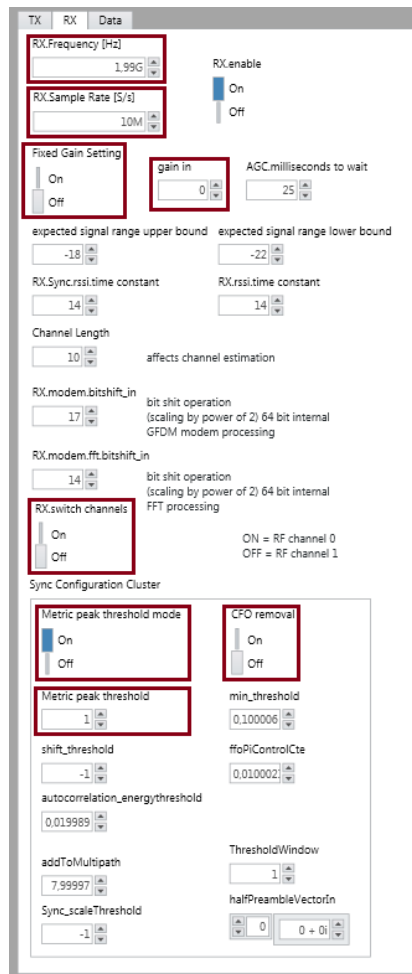 TX RX Data
RX.Frequency [Hz]
1,99G
RX.enable
On
Off
RX.Sample Rate [S/s]
10M
Fixed Gain Setting
On
Off
gain in
0
AGC.milliseconds to wait
25
expected signal range upper bound
-18
expected signal range lower bound
-22
RX.Sync.rssi.time constant
14
RX.rssi.time constant
14
Channel Length
10
affects channel estimation
RX.modem.bitshift_in
17
bit shit operation
(scaling by power of 2) 64 bit internal
GFDM modem processing
RX.modem.fft.bitshift_in
14
bit shit operation
(scaling by power of 2) 64 bit internal
FFT processing
RX.switch channels
On
Off
ON = RF channel 0
OFF = RF channel 1
Sync Configuration Cluster
Metric peak threshold mode
On
Off
CFO removal
On
Off
Metric peak threshold
1
min_threshold
0,100006
shift_threshold
-1
ffoPiControlCte
autocorrelation_energythreshold
0,019989
addToMultipath
7,99997
ThresholdWindow
1
Sync_scaleThreshold
-1
halfPreambleVectorIn
0
0 + 0i